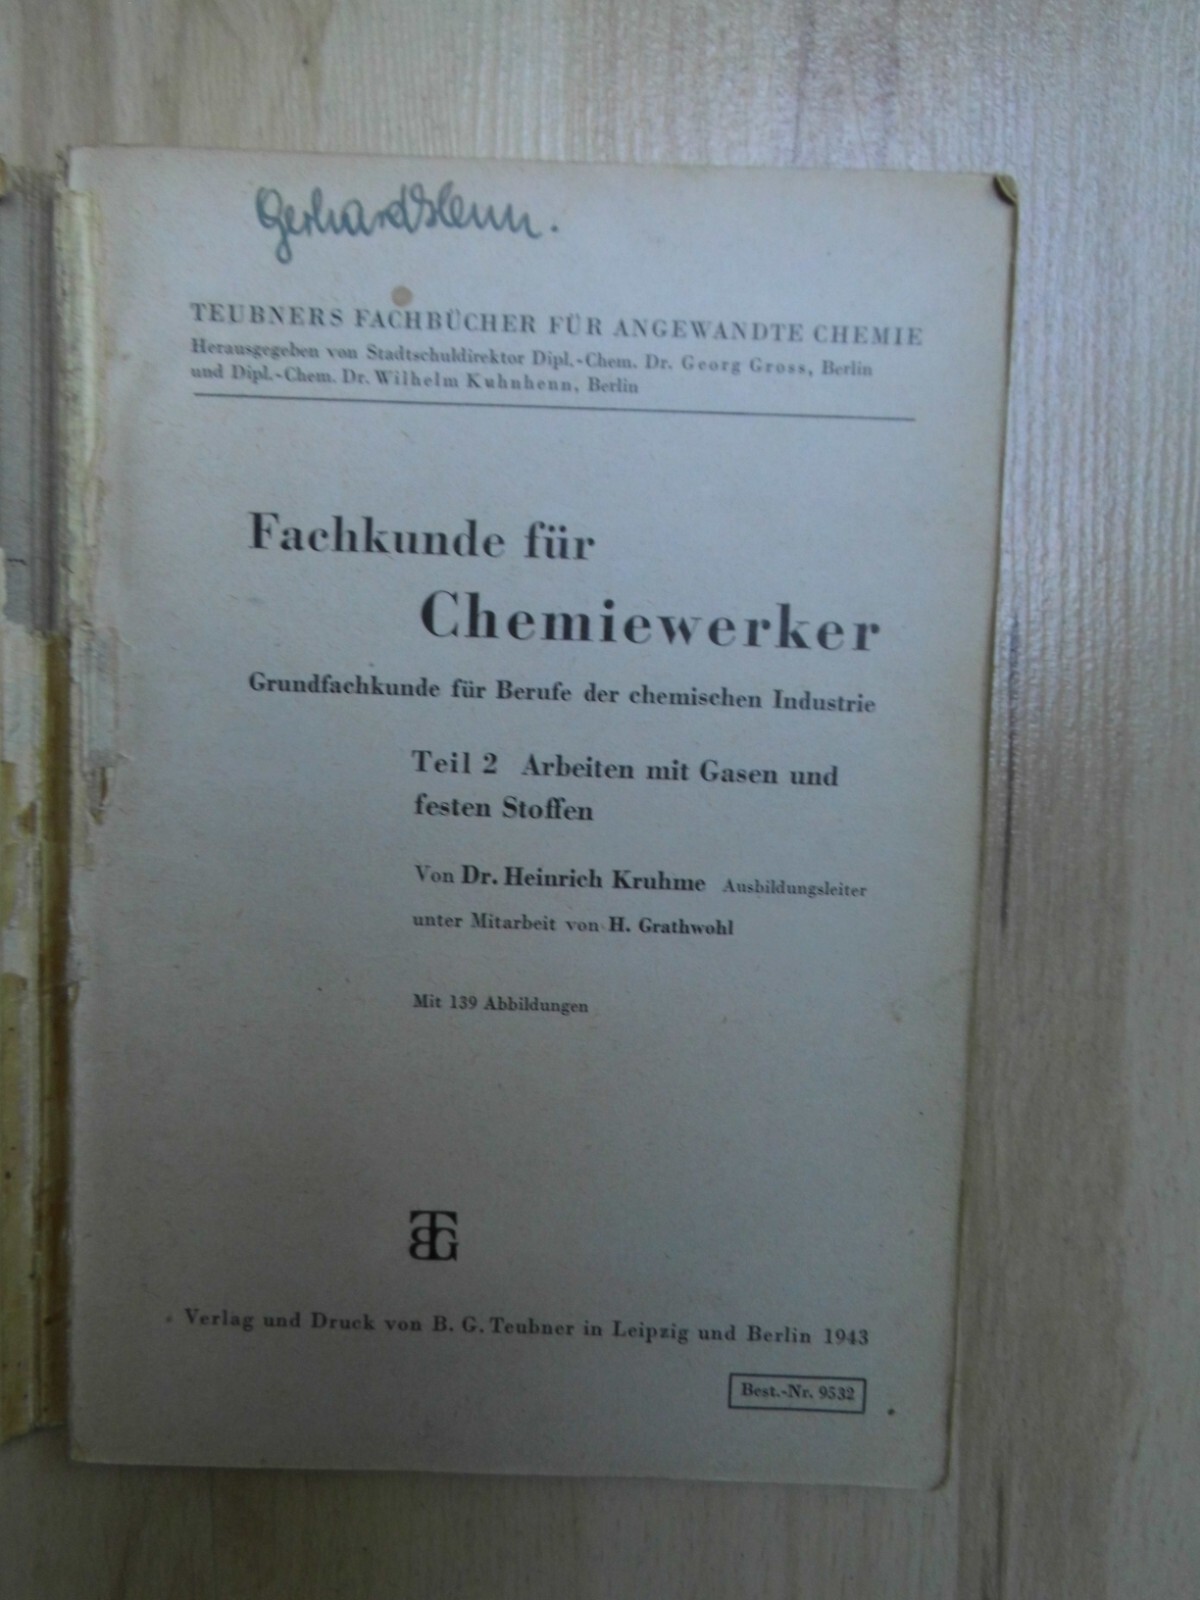 Gerhard
TEUBNERS FACHBÜCHER FÜR ANGEWANDTE CHEMIE
Herausgegeben von Stadtschuldirektor Dipl.-Chem. Dr. Georg Gross, Berlin
und Dipl.-Chem. Dr. Wilhelm Kuhnhenn, Berlin
Fachkunde für
Chemiewerker
Grundfachkunde für Berufe der chemischen Industrie
Teil 2 Arbeiten mit Gasen und
festen Stoffen
Von Dr. Heinrich Kruhme Ausbildungsleiter
unter Mitarbeit von H. Grathwohl
Mit 139 Abbildungen
BTG
Verlag und Druck von B. G. Teubner in Leipzig und Berlin 1943
Best.-Nr. 9532